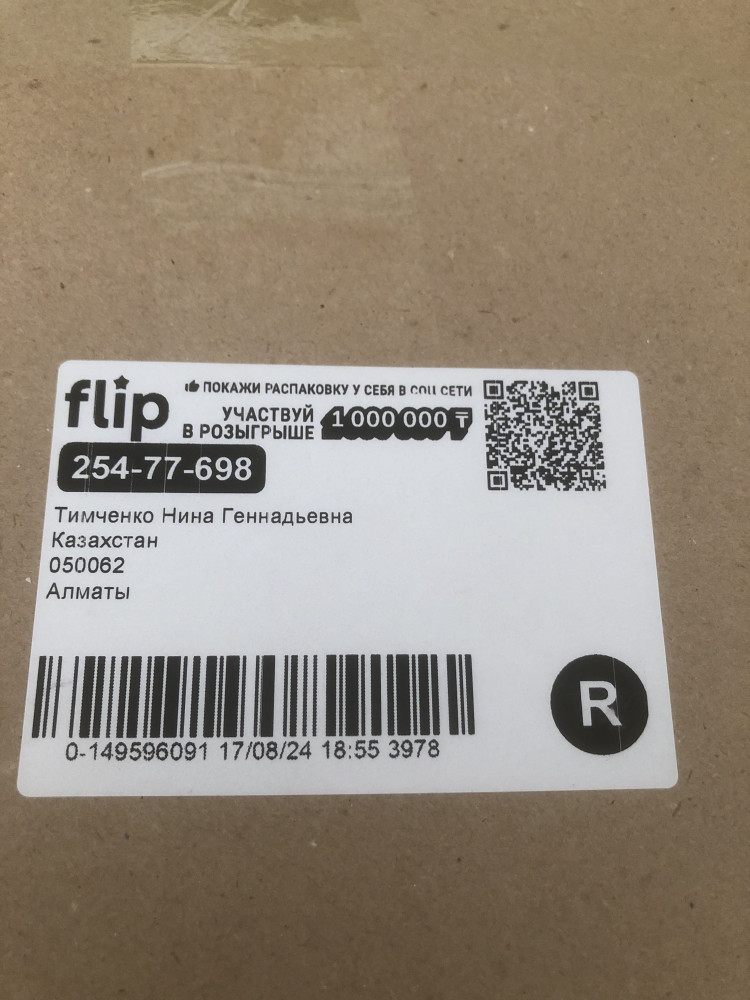 flip
ПОКАЖИ РАСПАКОВКУ У СЕБЯ В СОЦ СЕТИ
УЧАСТВУЙ
В РОЗЫГРЫШЕ 1 000 000 ₸
254-77-698
Тимченко Нина Геннадьевна
Казахстан
050062
Алматы
0-149596091 17/08/24 18:55 3978
R